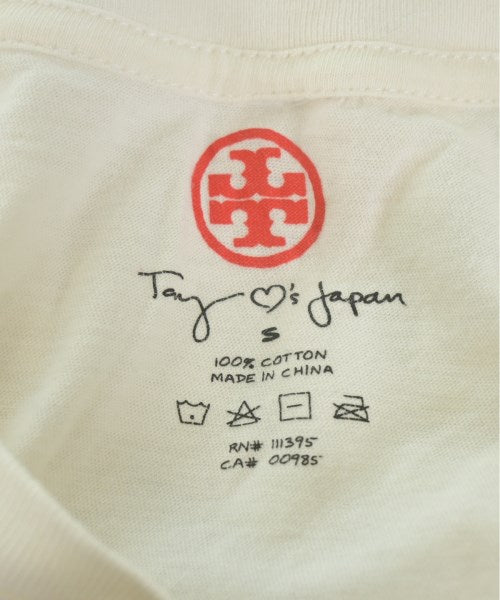 Tory ♡'s Japan
S
100% COTTON
MADE IN CHINA
RN# 111395
CA# 00985